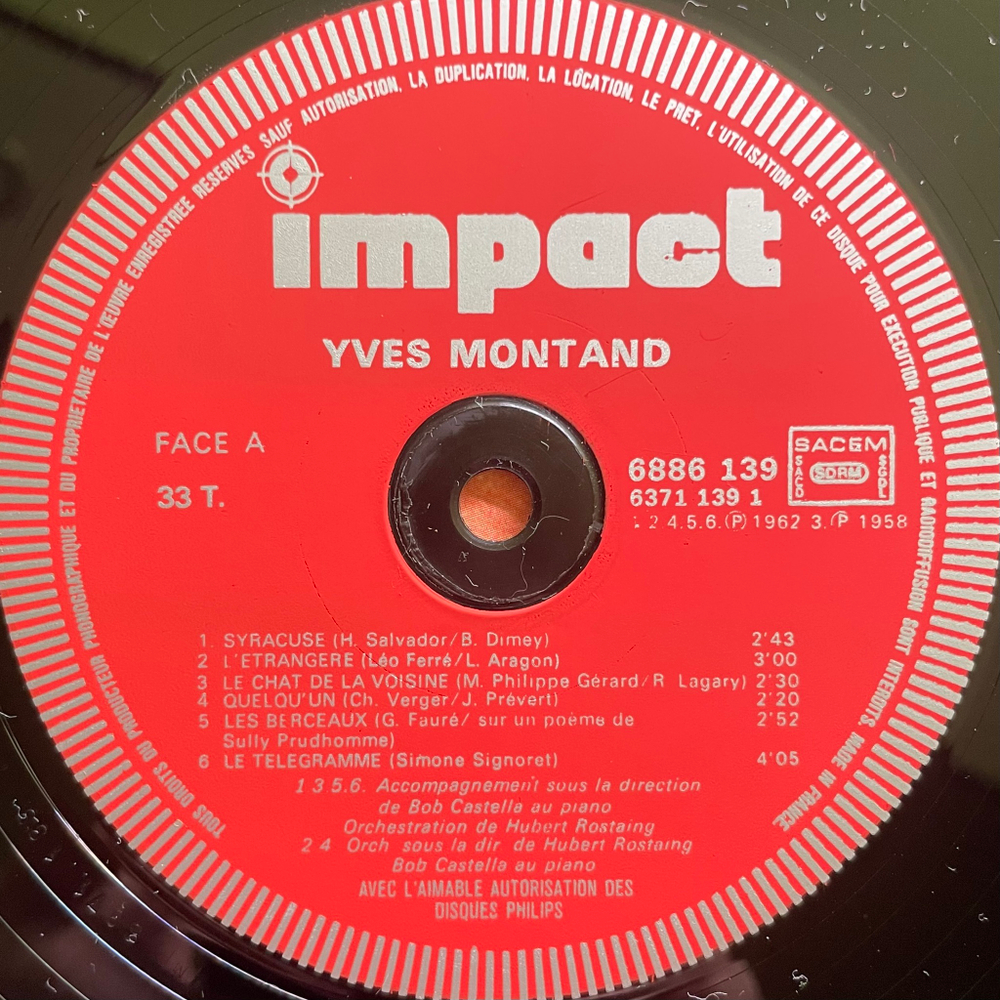 TOUS DROITS DU PRODUCTEUR PHONOGRAPHIQUE ET DU PROPRIETAIRE DE L'ŒUVRE ENREGISTREE RESERVES SAUF AUTORISATION, LA DUPLICATION, LA LOCATION, LE PRET, L'UTILISATION DE CE DISQUE POUR EXECUTION PUBLIQUE ET RADIODIFFUSION SONT INTERDITS. MADE IN FRANCE
impact
YVES MONTAND
FACE A
33 T.
6886 139
6371 139 1
1 2 4.5.6. Ⓟ 1962 3. Ⓟ 1958
SACEM
SACD
SDRM
SGDL
1. SYRACUSE (H. Salvador/B. Dimey) 2'43
2 L'ETRANGERE (Léo Ferré/L. Aragon) 3'00
3 LE CHAT DE LA VOISINE (M. Philippe Gérard/R Lagary) 2'30
4 QUELQU'UN (Ch. Verger/J. Prévert) 2'20
5 LES BERCEAUX (G. Fauré/ sur un poème de 2'52
Sully Prudhomme)
6 LE TELEGRAMME (Simone Signoret) 4'05
1 3 5.6. Accompagnement sous la direction
de Bob Castella au piano
Orchestration de Hubert Rostaing
2 4 Orch sous la dir de Hubert Rostaing
Bob Castella au piano
AVEC L'AIMABLE AUTORISATION DES
DISQUES PHILIPS